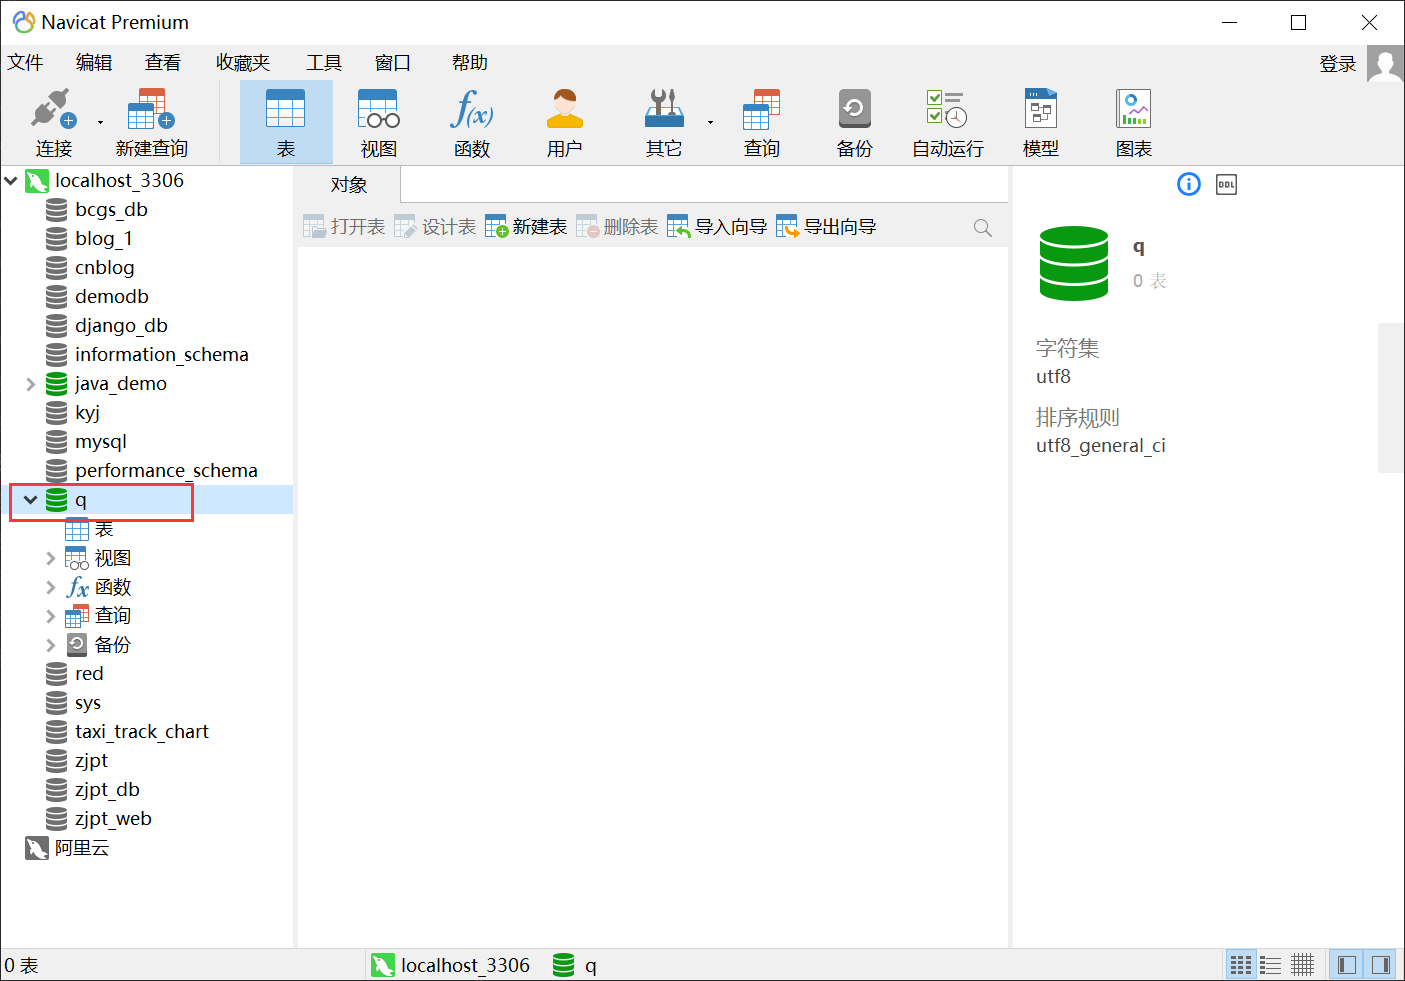 Navicat Premium
文件 编辑 查看 收藏夹 工具 窗口 帮助 登录
连接 新建查询 表 视图 函数 用户 其它 查询 备份 自动运行 模型 图表
localhost_3306
bcgs_db
blog_1
cnblog
demodb
django_db
information_schema
java_demo
kyj
mysql
performance_schema
q
表
视图
函数
查询
备份
red
sys
taxi_track_chart
zjpt
zjpt_db
zjpt_web
阿里云
对象
打开表 设计表 新建表 删除表 导入向导 导出向导
DDL
q
0 表
字符集
utf8
排序规则
utf8_general_ci
0 表 localhost_3306 q